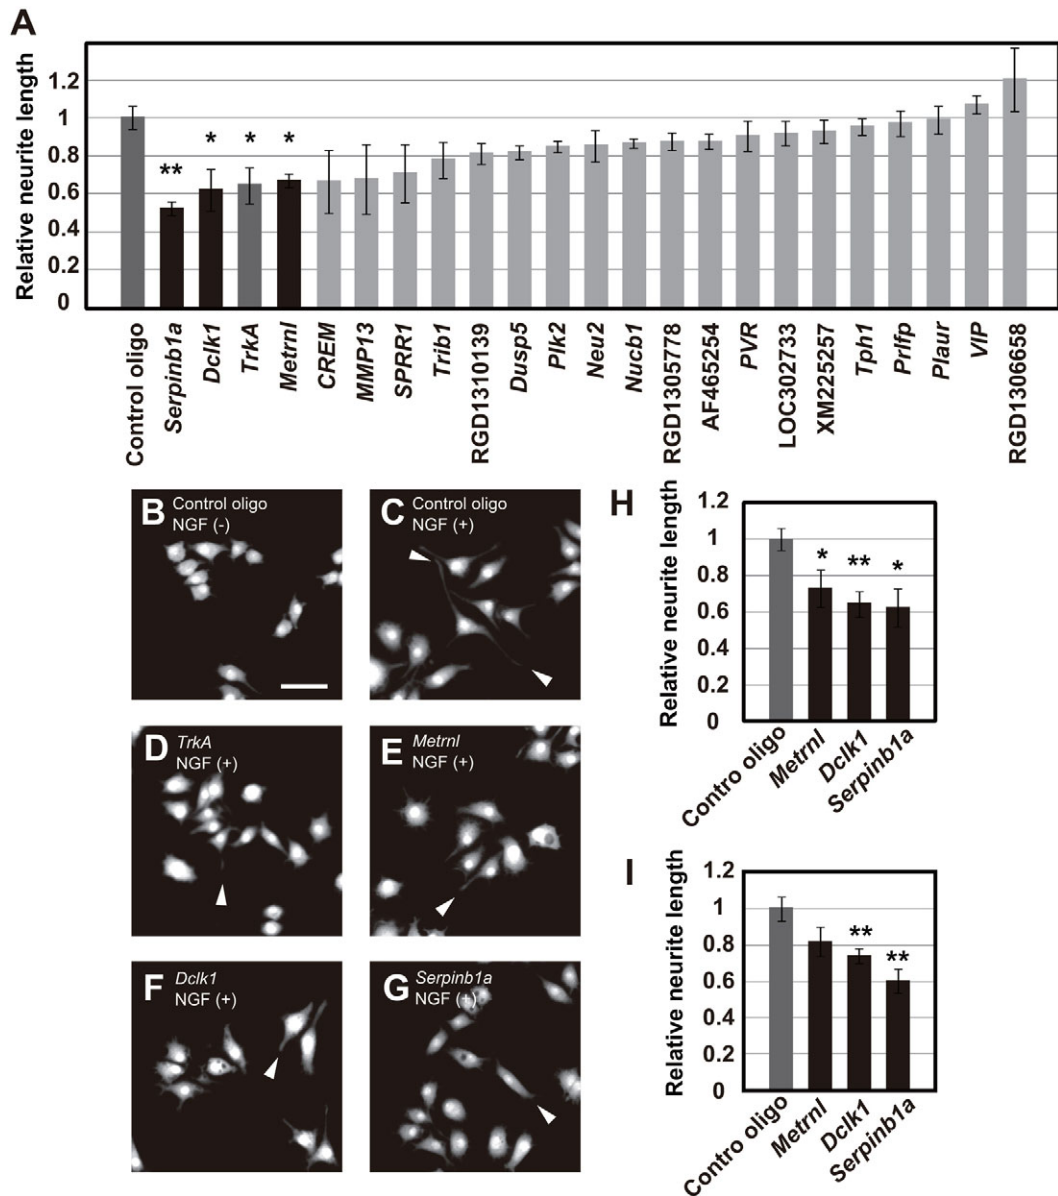 A
Relative neurite length
1.2
1
0.8
0.6
0.4
0.2
0
**
*
*
*
Control oligo
Serpinb1a
Dclk1
TrkA
Metrnl
CREM
MMP13
SPRR1
Trib1
RGD1310139
Dusp5
Plk2
Neu2
Nucb1
RGD1305778
AF465254
PVR
LOC302733
XM225257
Tph1
Prlfp
Plaur
VIP
RGD1306658
B Control oligo
NGF (-)
C Control oligo
NGF (+)
D TrkA
NGF (+)
E Metrnl
NGF (+)
F Dclk1
NGF (+)
G Serpinb1a
NGF (+)
H
Relative neurite length
1.2
1
0.8
0.6
0.4
0.2
0
*
**
*
Contro oligo
Metrnl
Dclk1
Serpinb1a
I
Relative neurite length
1.2
1
0.8
0.6
0.4
0.2
0
**
**
Contro oligo
Metrnl
Dclk1
Serpinb1a